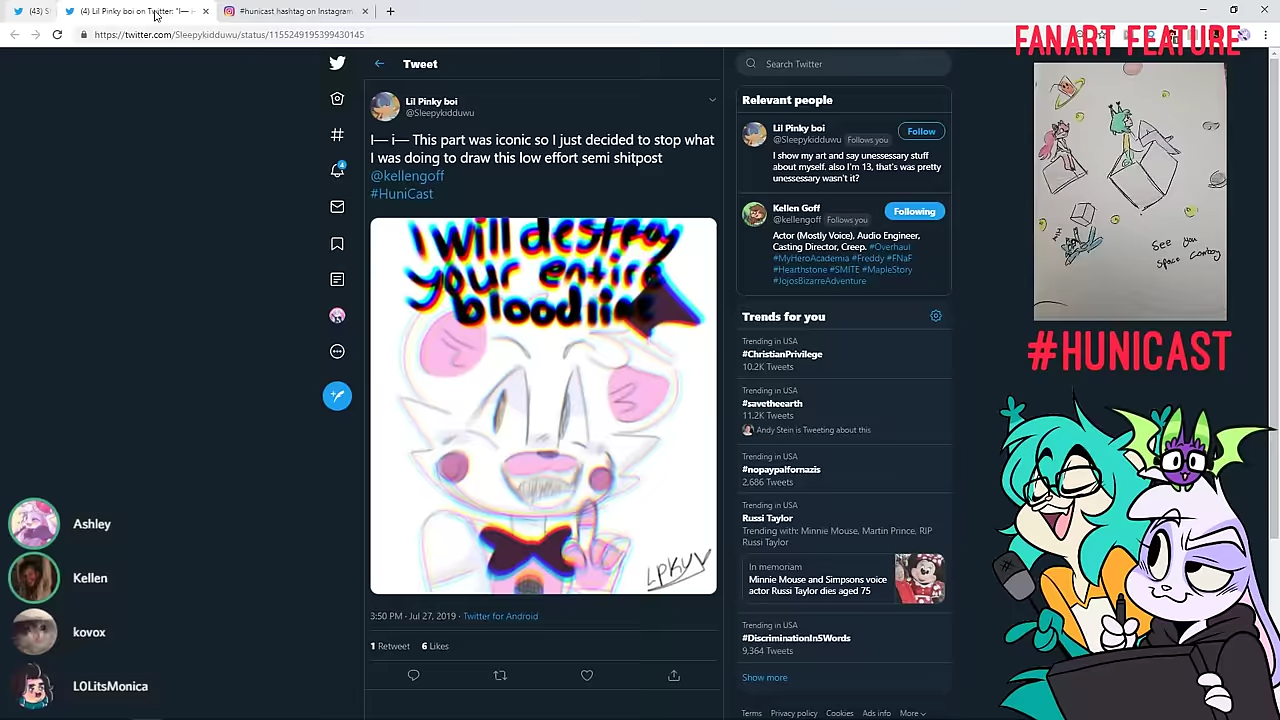 (43) S
(4) Lil Pinky boi on Twitter: "I— i—
#hunicast hashtag on Instagram
https://twitter.com/Sleepykidduwu/status/1155249195399430145
FANART FEATURE
Tweet
Search Twitter
Lil Pinky boi
@Sleepykidduwu
I— i— This part was iconic so I just decided to stop what
I was doing to draw this low effort semi shitpost
@kellengoff
#HuniCast
I will destroy
your entire
bloodline
LPKUV
3:50 PM · Jul 27, 2019 · Twitter for Android
1 Retweet 6 Likes
Relevant people
Lil Pinky boi
@Sleepykidduwu Follows you
Follow
I show my art and say unessessary stuff
about myself. also I'm 13, that's was pretty
unessessary wasn't it?
Kellen Goff
@kellengoff Follows you
Following
Actor (Mostly Voice), Audio Engineer,
Casting Director, Creep. #Overhaul
#MyHeroAcademia #Freddy #FNaF
#Hearthstone #SMITE #MapleStory
#JojosBizarreAdventure
Trends for you
Trending in USA
#ChristianPrivilege
10.2K Tweets
Trending in USA
#savetheearth
11.2K Tweets
Andy Stein is Tweeting about this
Trending in USA
#nopaypalfornazis
2,686 Tweets
Trending in USA
Russi Taylor
Trending with: Minnie Mouse, Martin Prince, RIP
Russi Taylor
In memoriam
Minnie Mouse and Simpsons voice
actor Russi Taylor dies aged 75
Trending in USA
#DiscriminationIn5Words
9,364 Tweets
Show more
Terms Privacy policy Cookies Ads info More
See you
space cowboy
#HUNICAST
Ashley
Kellen
kovox
LOLitsMonica
4